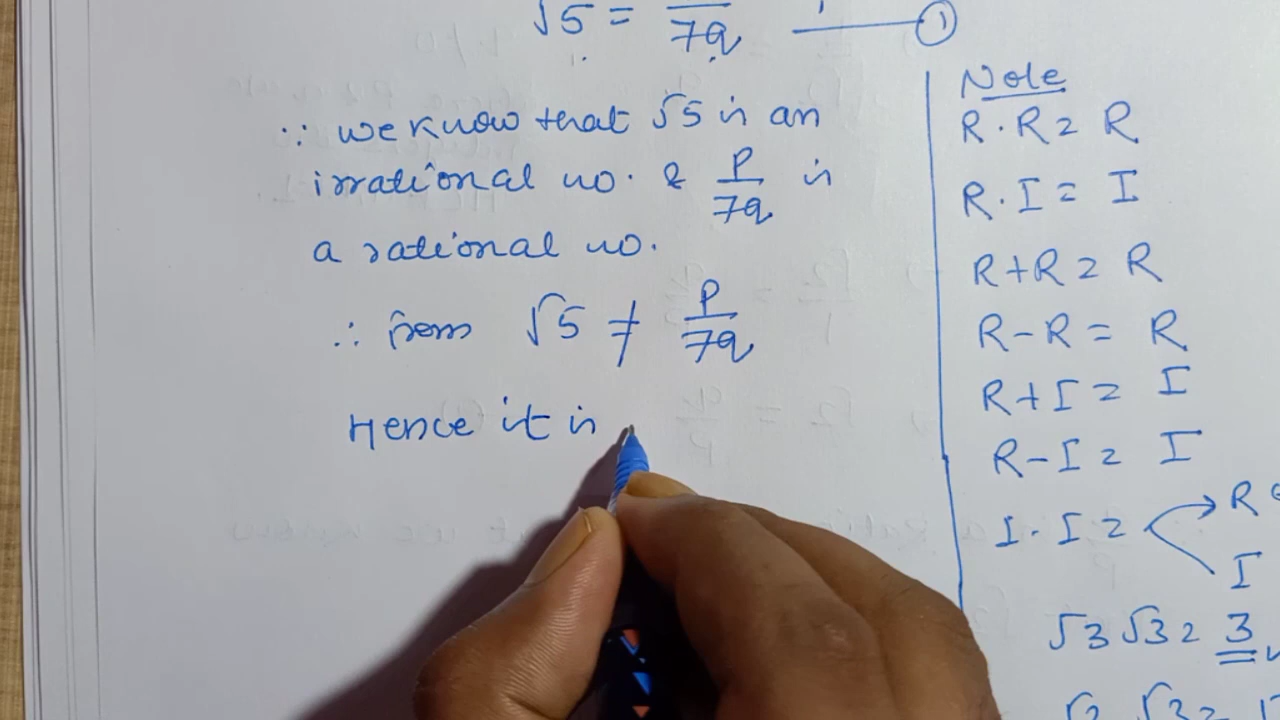 √5 = /7q ——— ①
∵ we know that √5 is an
irrational no. & P/7q is
a rational no.
∴ from √5 ≠ P/7q
Hence it is
Note
R·R = R
R·I = I
R+R = R
R-R = R
R+I = I
R-I = I
I·I = R
I
√3 √3 = 3